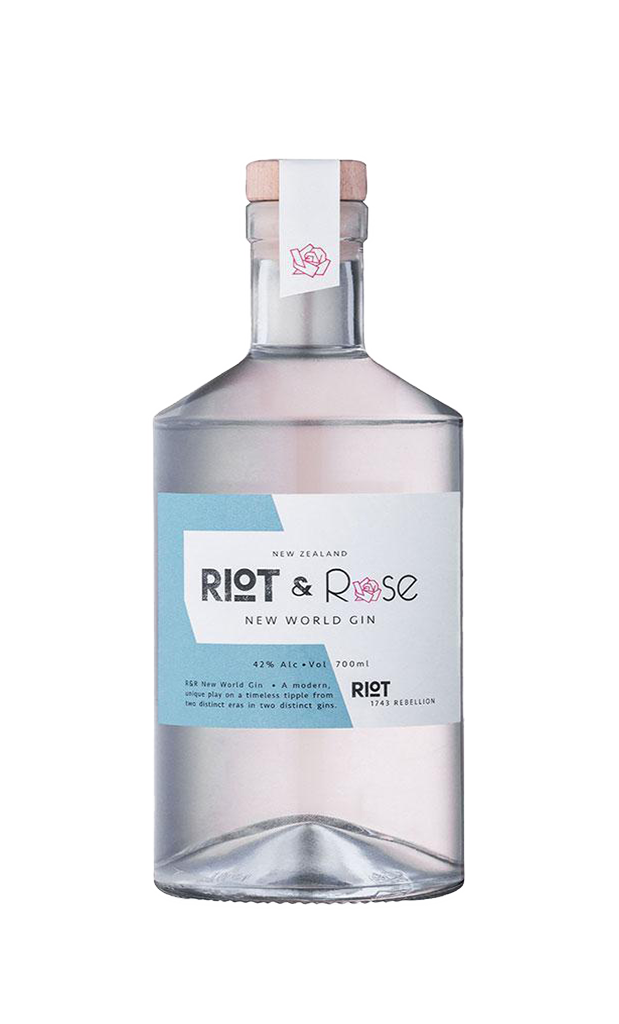 NEW ZEALAND
RIOT & Rose
NEW WORLD GIN
42% Alc • Vol 700ml
R&R New World Gin • A modern,
unique play on a timeless tipple from
two distinct eras in two distinct gins.
RIOT
1743 REBELLION